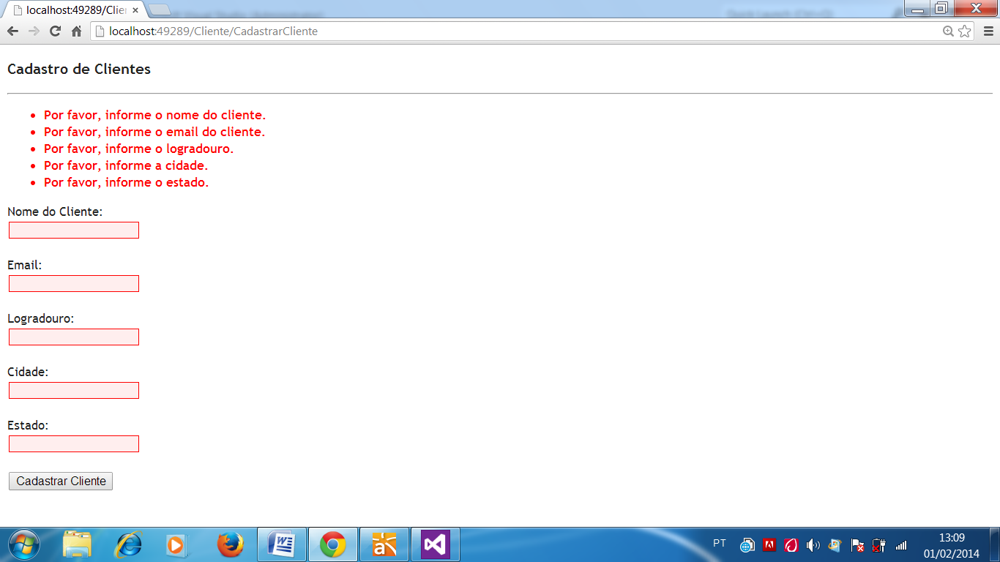 localhost:49289/Clie
localhost:49289/Cliente/CadastrarCliente
Cadastro de Clientes
Por favor, informe o nome do cliente.
Por favor, informe o email do cliente.
Por favor, informe o logradouro.
Por favor, informe a cidade.
Por favor, informe o estado.
Nome do Cliente:
Email:
Logradouro:
Cidade:
Estado:
Cadastrar Cliente
PT
13:09
01/02/2014